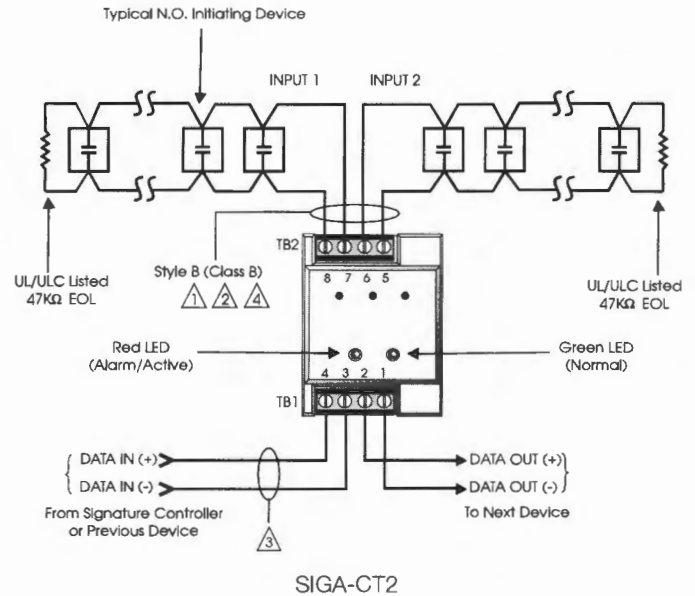 Typical N.O. Initiating Device
INPUT 1
INPUT 2
UL/ULC Listed
47KΩ EOL
Style B (Class B)
1 2 4
TB2
8 7 6 5
UL/ULC Listed
47KΩ EOL
Red LED
(Alarm/Active)
Green LED
(Normal)
4 3 2 1
TB1
DATA IN (+)
DATA IN (-)
From Signature Controller
or Previous Device
3
DATA OUT (+)
DATA OUT (-)
To Next Device
SIGA-CT2